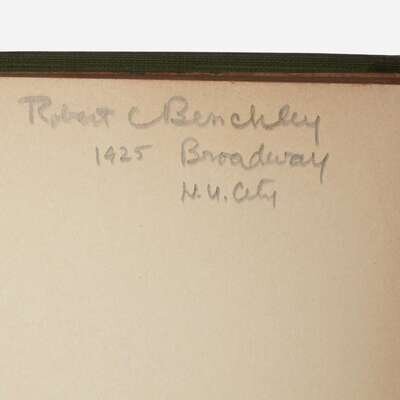 Robert C Benchley
1425 Broadway
N.Y. City